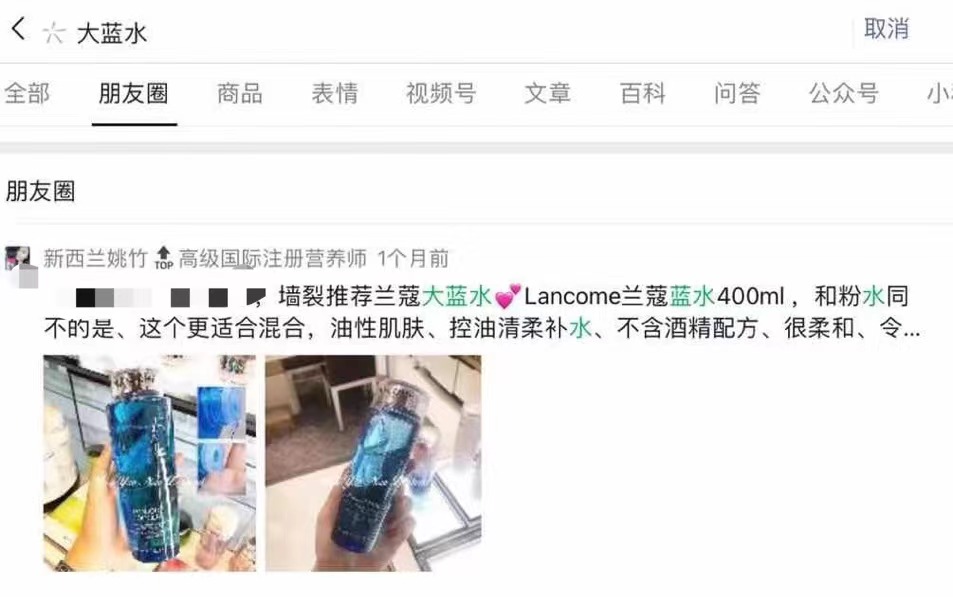 大蓝水
取消
全部 朋友圈 商品 表情 视频号 文章 百科 问答 公众号 小
朋友圈
新西兰姚竹 TOP 高级国际注册营养师 1个月前
，墙裂推荐兰蔻大蓝水💕Lancome兰蔻蓝水400ml，和粉水同
不的是、这个更适合混合，油性肌肤、控油清柔补水、不含酒精配方、很柔和、令...